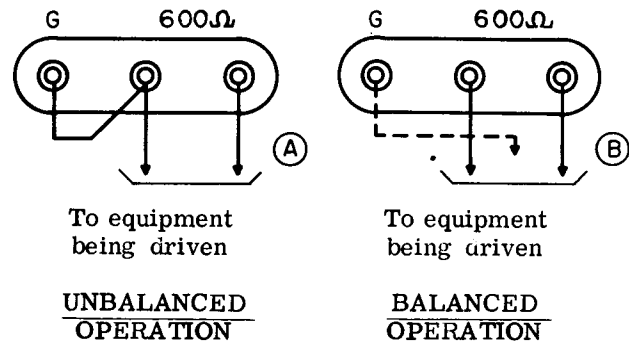 G 600Ω
G 600Ω
A
B
To equipment
being driven
To equipment
being driven
UNBALANCED
OPERATION
BALANCED
OPERATION